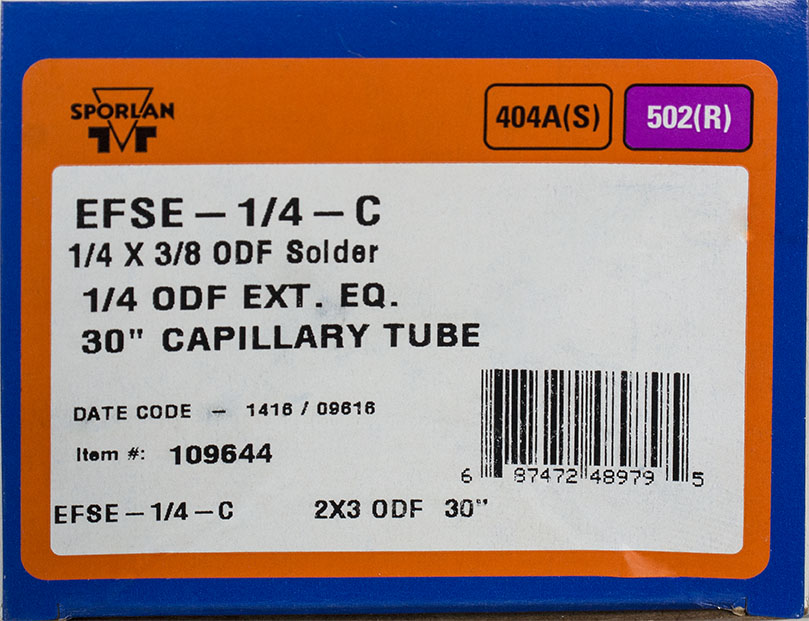 SPORLAN
404A(S) 502(R)
EFSE – 1/4 – C
1/4 X 3/8 ODF Solder
1/4 ODF EXT. EQ.
30" CAPILLARY TUBE
DATE CODE – 1416 / 09616
Item #: 109644
6 87472 48979 5
EFSE – 1/4 – C 2X3 ODF 30"